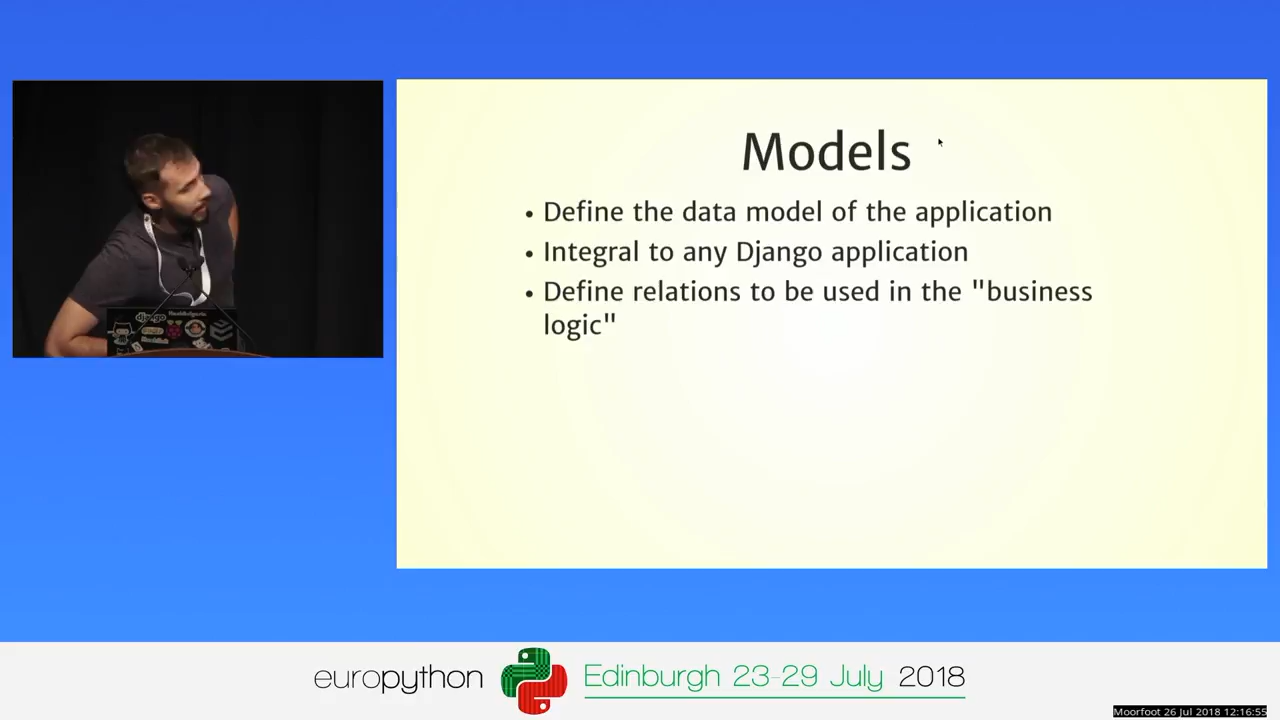 Models
• Define the data model of the application
• Integral to any Django application
• Define relations to be used in the "business
logic"
django
europython
Edinburgh 23-29 July 2018
Moorfoot 26 Jul 2018 12:16:55